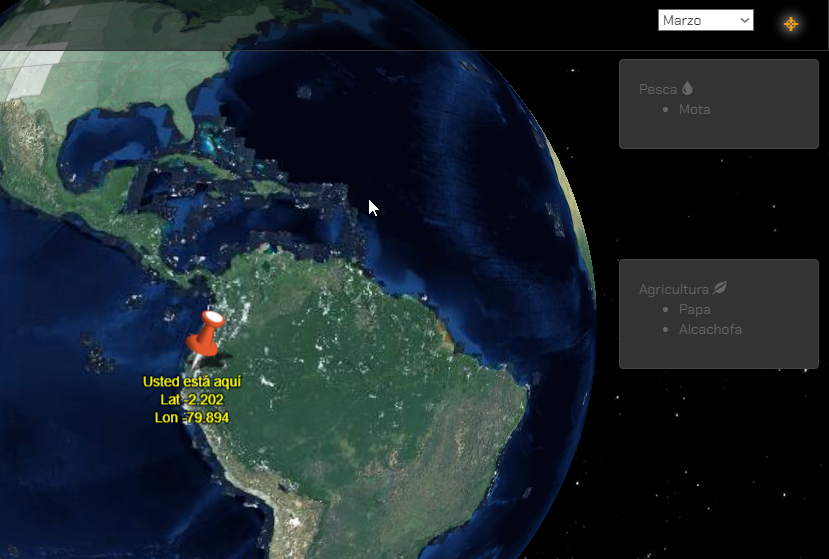 Marzo
Pesca
Mota
Agricultura
Papa
Alcachofa
Usted está aquí
Lat -2.202
Lon -79.894